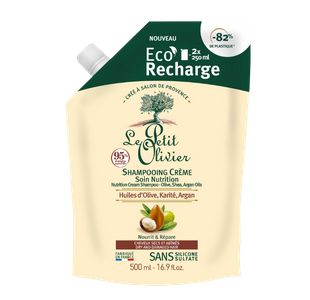 NOUVEAU
Eco
Recharge
2x
250 ml
-82%
DE PLASTIQUE*
CRÉÉ À SALON DE PROVENCE
Le Petit
Olivier
95%
SHAMPOOING CRÈME
Soin Nutrition
Nutrition Cream Shampoo - Olive, Shea, Argan Oils
Huiles d'Olive, Karité, Argan
Nourrit & Répare
CHEVEUX SECS ET ABÎMÉS
DRY AND DAMAGED HAIR
FABRIQUÉ
EN FRANCE
SANS SILICONE
SULFATE
500 ml - 16.9 fl.oz.